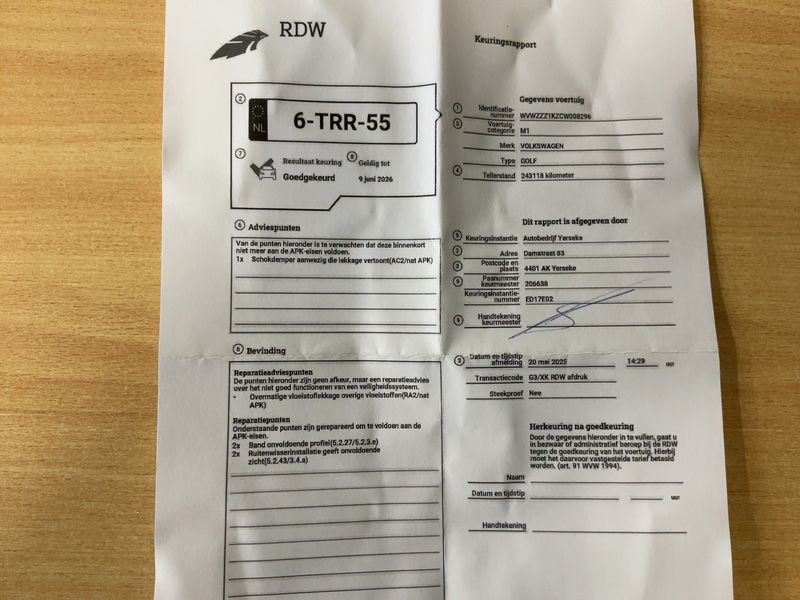 RDW
Keuringsrapport
2
NL
6-TRR-55
7
Resultaat keuring
Goedgekeurd
8
Geldig tot
9 juni 2026
6 Adviespunten
Van de punten hieronder is te verwachten dat deze binnenkort
niet meer aan de APK-eisen voldoen.
1x Schokdemper aanwezig die lekkage vertoont(AC2/nat APK)
6 Bevinding
Reparatieadviespunten
De punten hieronder zijn geen afkeur, maar een reparatieadvies
over het niet goed functioneren van een veiligheidssysteem.
• Overmatige vloeistoflekkage overige vloeistoffen(RA2/nat
APK)
Reparatiepunten
Onderstaande punten zijn gerepareerd om te voldoen aan de
APK-eisen.
2x Band onvoldoende profiel(5.2.27/5.2.3.e)
2x Ruitenwisserinstallatie geeft onvoldoende
zicht(5.2.43/3.4.a)
Gegevens voertuig
1 Identificatie-
nummer WVWZZZ1KZCW008296
5 Voertuig-
categorie M1
Merk VOLKSWAGEN
Type GOLF
4 Tellerstand 243118 kilometer
Dit rapport is afgegeven door
9 Keuringsinstantie Autobedrijf Yerseke
3 Adres Damstraat 83
3 Postcode en
plaats 4401 AK Yerseke
9 Pasnummer
keurmeester 206638
Keuringsinstantie-
nummer ED17E02
9 Handtekening
keurmeester
3 Datum en tijdstip
afmelding 20 mei 2025 14:29 uur
Transactiecode G3/XK RDW afdruk
Steekproef Nee
Herkeuring na goedkeuring
Door de gegevens hieronder in te vullen, gaat u
in bezwaar of administratief beroep bij de RDW
tegen de goedkeuring van het voertuig. Hierbij
moet het daarvoor vastgestelde tarief betaald
worden. (art. 91 WVW 1994).
Naam
Datum en tijdstip uur
Handtekening